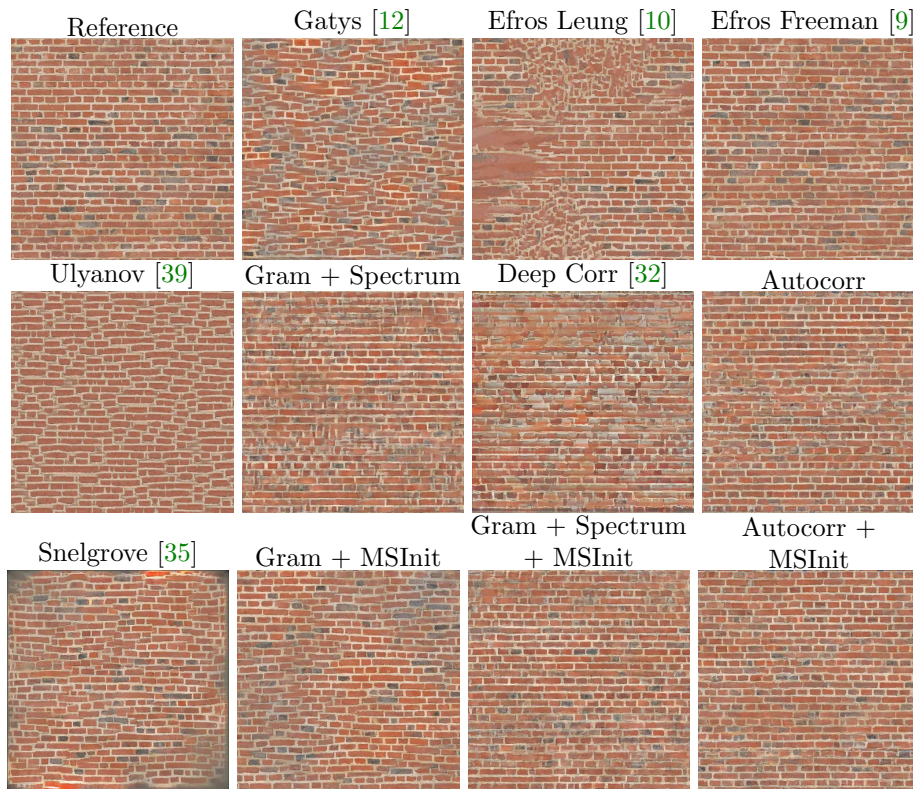 Reference
Gatys [12]
Efros Leung [10]
Efros Freeman [9]
Ulyanov [39]
Gram + Spectrum
Deep Corr [32]
Autocorr
Snelgrove [35]
Gram + MSInit
Gram + Spectrum
+ MSInit
Autocorr +
MSInit